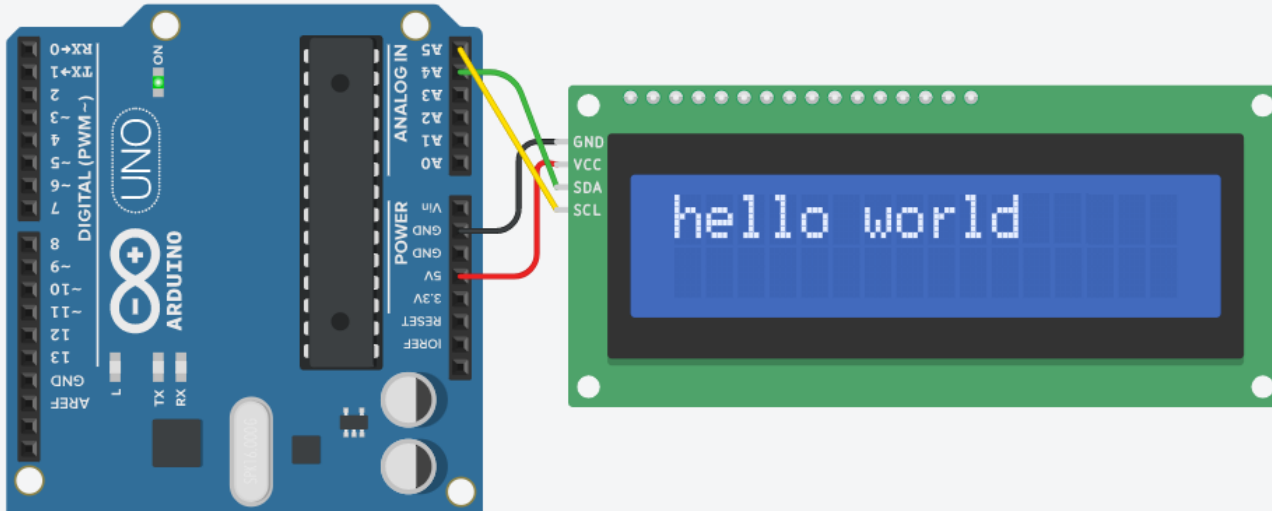 0←RX
1→TX
2
~3
4
~5
~6
7
DIGITAL (PWM~)
8
~9
~10
~11
12
13
GND
AREF
ON
UNO
ARDUINO
L
TX
RX
SPK16.000G
ANALOG IN
A5
A4
A3
A2
A1
A0
POWER
Vin
GND
GND
5V
3.3V
RESET
IOREF
GND
VCC
SDA
SCL
hello world